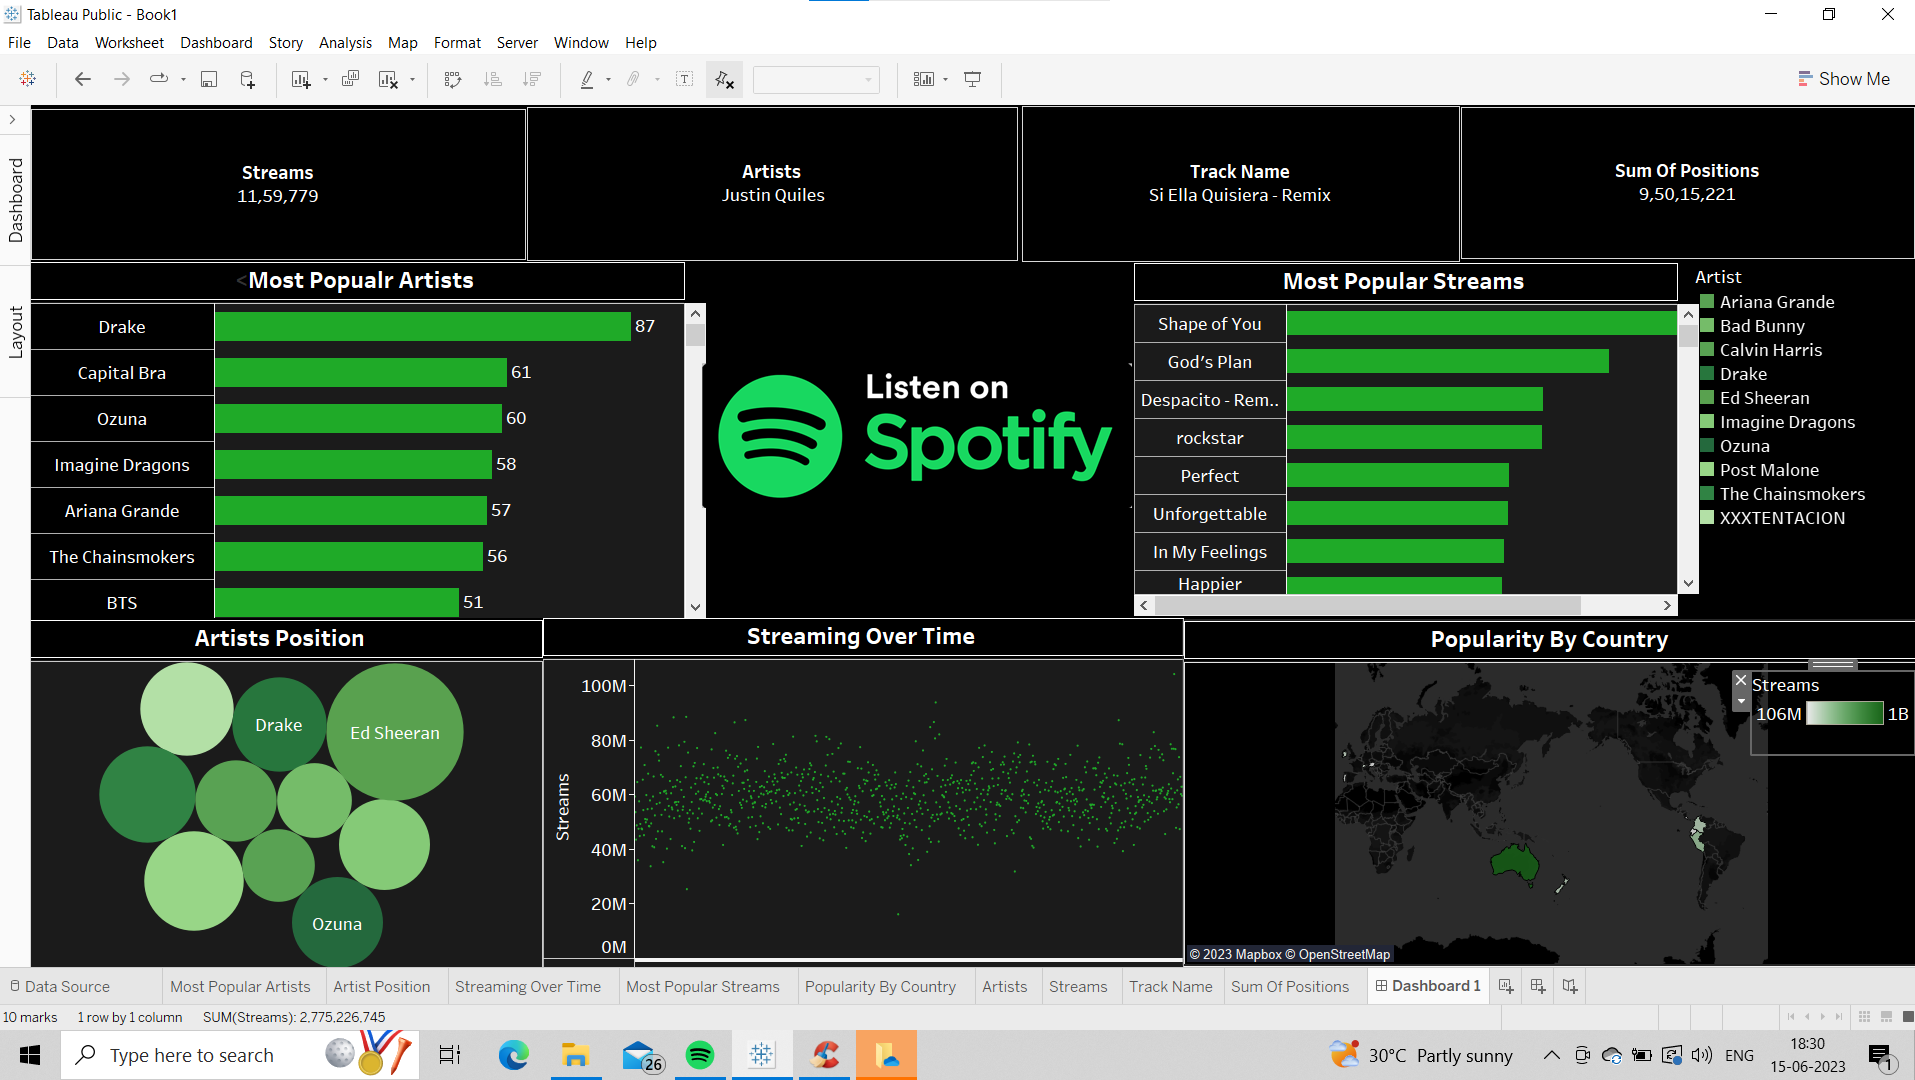 Tableau Public - Book1
File Data Worksheet Dashboard Story Analysis Map Format Server Window Help
Show Me
Dashboard
Layout
Streams
11,59,779
Artists
Justin Quiles
Track Name
Si Ella Quisiera - Remix
Sum Of Positions
9,50,15,221
<Most Popualr Artists
Drake 87
Capital Bra 61
Ozuna 60
Imagine Dragons 58
Ariana Grande 57
The Chainsmokers 56
BTS 51
Listen on
Spotify
Most Popular Streams
Shape of You
God's Plan
Despacito - Rem..
rockstar
Perfect
Unforgettable
In My Feelings
Happier
Artist
Ariana Grande
Bad Bunny
Calvin Harris
Drake
Ed Sheeran
Imagine Dragons
Ozuna
Post Malone
The Chainsmokers
XXXTENTACION
Artists Position
Drake
Ed Sheeran
Ozuna
Streaming Over Time
Streams
100M
80M
60M
40M
20M
0M
Popularity By Country
Streams
106M 1B
© 2023 Mapbox © OpenStreetMap
Data Source Most Popular Artists Artist Position Streaming Over Time Most Popular Streams Popularity By Country Artists Streams Track Name Sum Of Positions Dashboard 1
10 marks 1 row by 1 column SUM(Streams): 2,775,226,745
Type here to search
26
30°C Partly sunny
ENG
18:30
15-06-2023
1